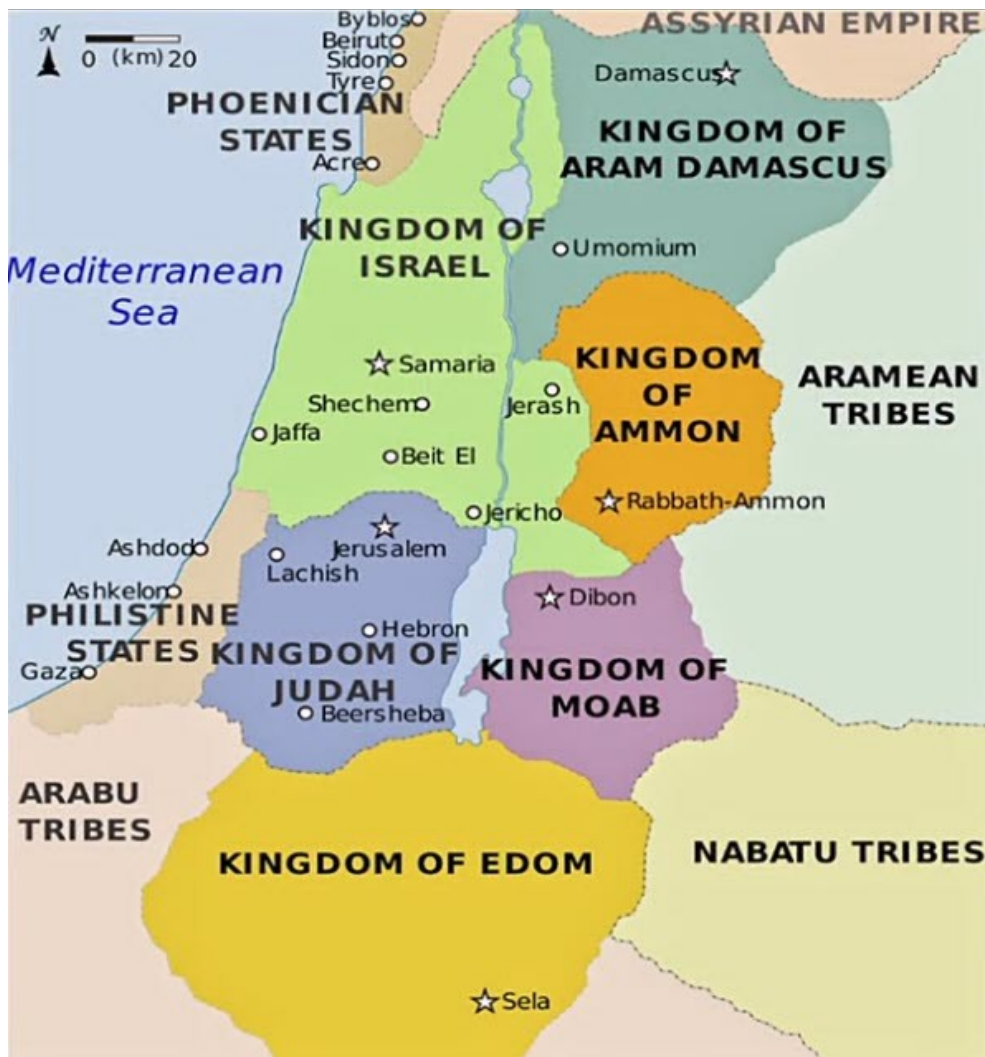 N
0 (km) 20
Byblos
Beirut
Sidon
Tyre
PHOENICIAN
STATES
Acre
ASSYRIAN EMPIRE
Damascus
KINGDOM OF
ARAM DAMASCUS
Umomium
KINGDOM OF
ISRAEL
Mediterranean
Sea
Samaria
Shechem
Jaffa
Beit El
Jerash
Jericho
KINGDOM
OF
AMMON
Rabbath-Ammon
ARAMEAN
TRIBES
Jerusalem
Lachish
Hebron
KINGDOM OF
JUDAH
Beersheba
Ashdod
Ashkelon
PHILISTINE
STATES
Gaza
Dibon
KINGDOM OF
MOAB
ARABU
TRIBES
KINGDOM OF EDOM
Sela
NABATU TRIBES